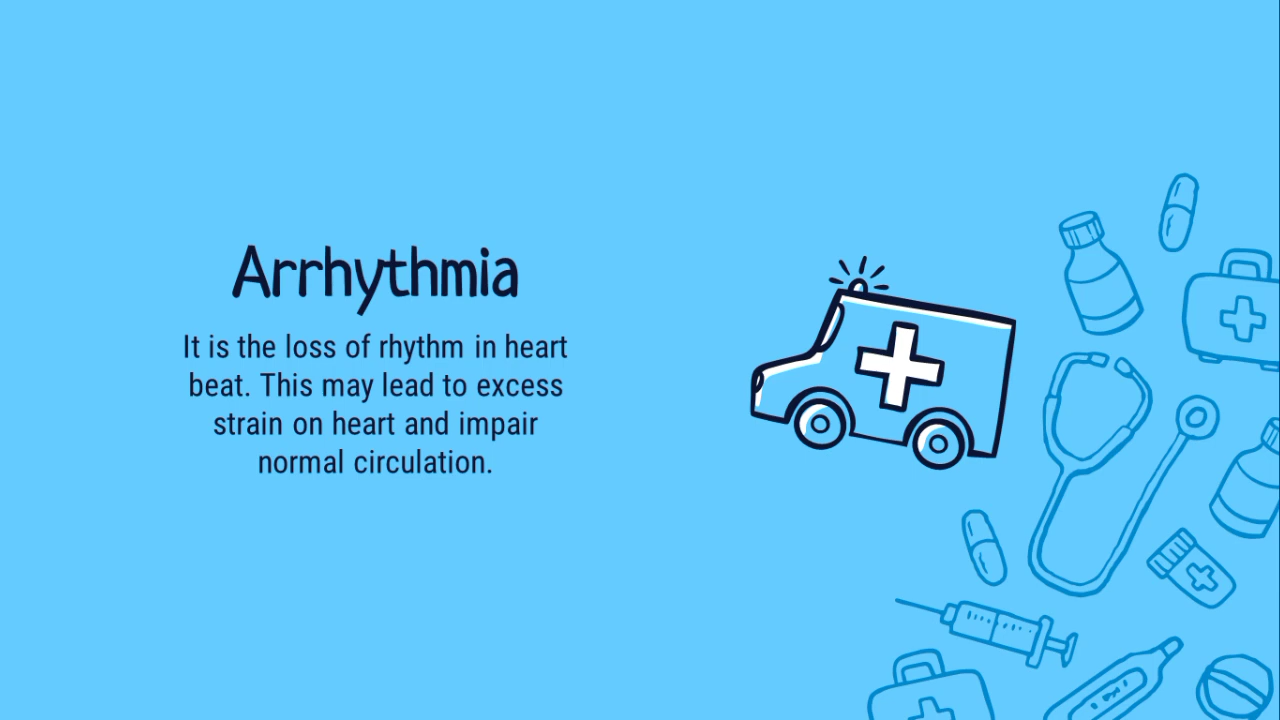 Arrhythmia
It is the loss of rhythm in heart
beat. This may lead to excess
strain on heart and impair
normal circulation.